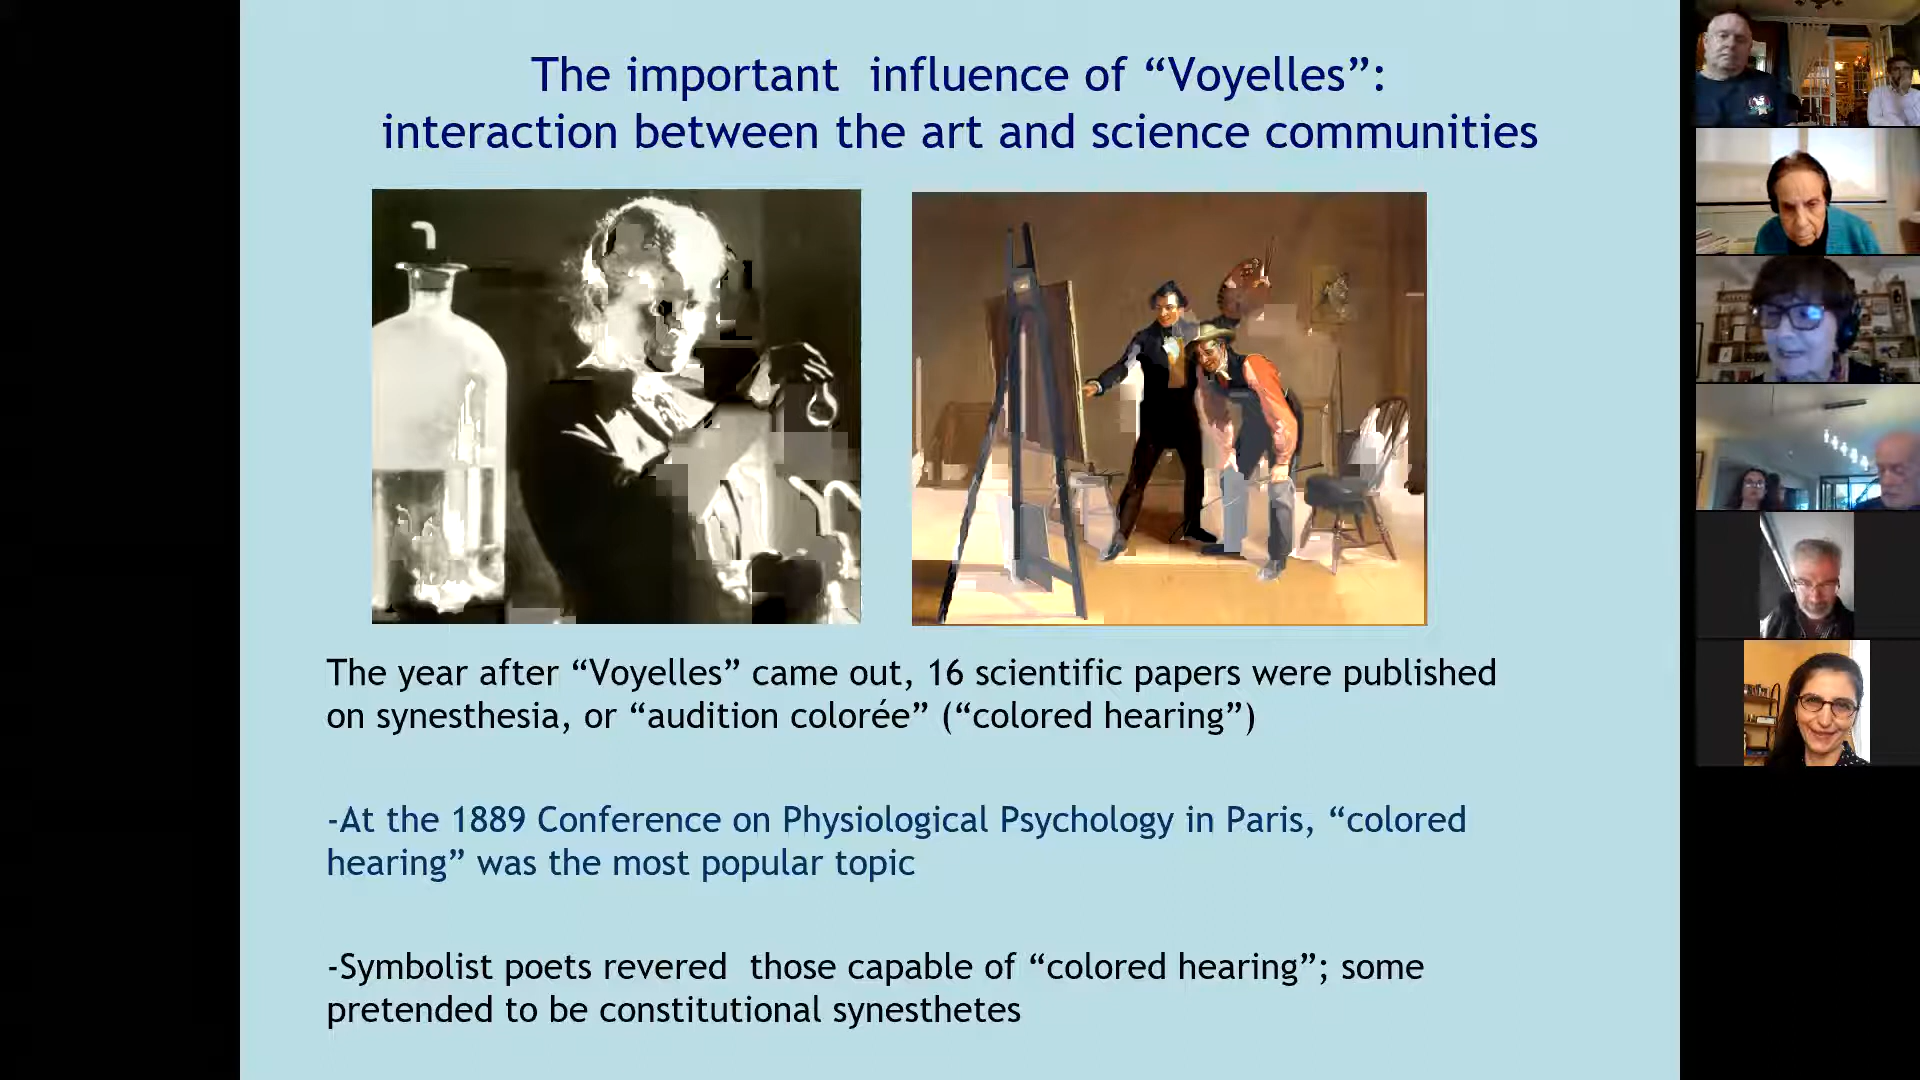 The important  influence of “Voyelles”:
interaction between the art and science communities
The year after “Voyelles” came out, 16 scientific papers were published
on synesthesia, or “audition colorée” (“colored hearing”)
-At the 1889 Conference on Physiological Psychology in Paris, “colored
hearing” was the most popular topic
-Symbolist poets revered  those capable of “colored hearing”; some
pretended to be constitutional synesthetes